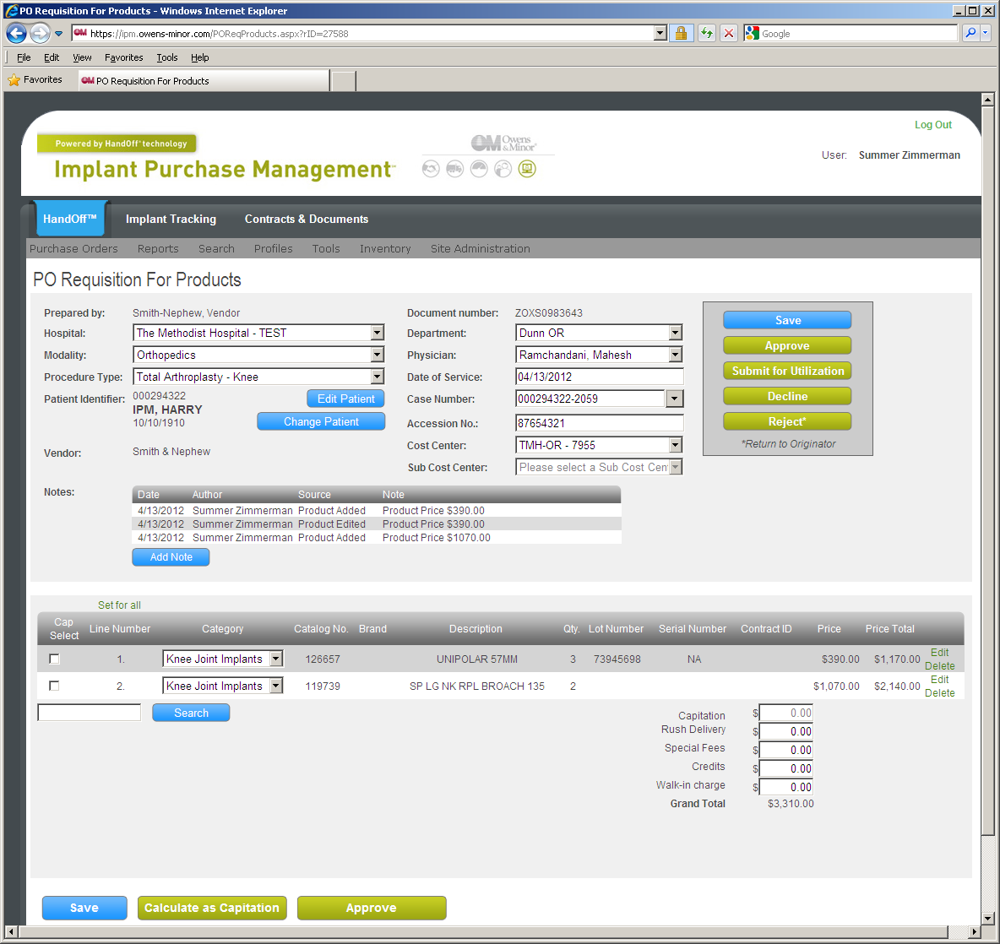 PO Requisition For Products - Windows Internet Explorer
https://ipm.owens-minor.com/POReqProducts.aspx?rID=27588
Google
File Edit View Favorites Tools Help
Favorites
OM PO Requisition For Products
Log Out
Powered by HandOff® technology
OM Owens & Minor®
User: Summer Zimmerman
Implant Purchase Management™
HandOff™ Implant Tracking Contracts & Documents
Purchase Orders Reports Search Profiles Tools Inventory Site Administration
PO Requisition For Products
Prepared by: Smith-Nephew, Vendor Document number: ZOXS0983643
Save
Hospital: The Methodist Hospital - TEST Department: Dunn OR
Approve
Modality: Orthopedics Physician: Ramchandani, Mahesh
Submit for Utilization
Procedure Type: Total Arthroplasty - Knee Date of Service: 04/13/2012
Decline
Patient Identifier: 000294322 Edit Patient Case Number: 000294322-2059
IPM, HARRY
10/10/1910 Change Patient Accession No.: 87654321
Reject*
*Return to Originator
Cost Center: TMH-OR - 7955
Vendor: Smith & Nephew
Sub Cost Center: Please select a Sub Cost Cen
Notes: Date Author Source Note
4/13/2012 Summer Zimmerman Product Added Product Price $390.00
4/13/2012 Summer Zimmerman Product Edited Product Price $390.00
4/13/2012 Summer Zimmerman Product Added Product Price $1070.00
Add Note
Set for all
Cap Select Line Number Category Catalog No. Brand Description Qty. Lot Number Serial Number Contract ID Price Price Total
1. Knee Joint Implants 126657 UNIPOLAR 57MM 3 73945698 NA $390.00 $1,170.00 Edit Delete
2. Knee Joint Implants 119739 SP LG NK RPL BROACH 135 2 $1,070.00 $2,140.00 Edit Delete
Search
Capitation $ 0.00
Rush Delivery $ 0.00
Special Fees $ 0.00
Credits $ 0.00
Walk-in charge $ 0.00
Grand Total $3,310.00
Save Calculate as Capitation Approve